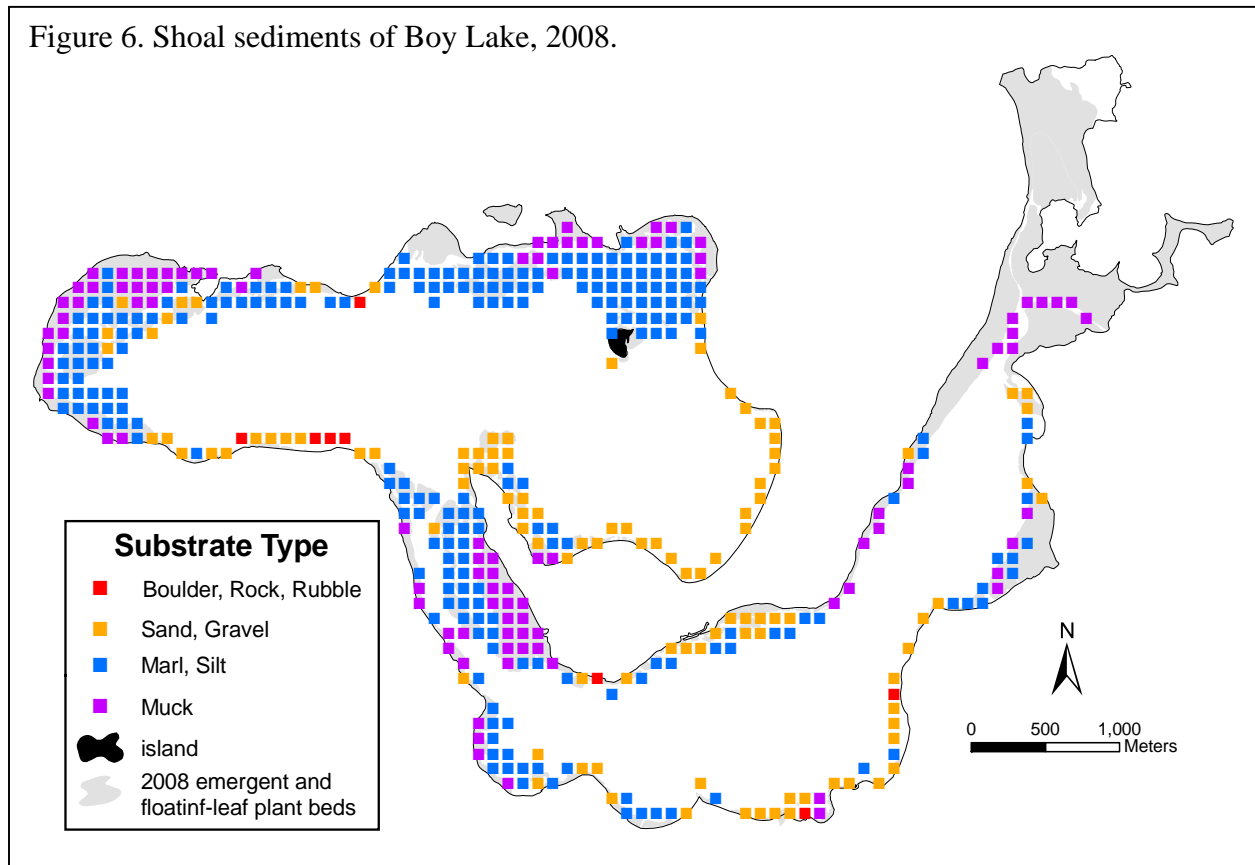 Figure 6. Shoal sediments of Boy Lake, 2008.
Substrate Type
Boulder, Rock, Rubble
Sand, Gravel
Marl, Silt
Muck
island
2008 emergent and
floatinf-leaf plant beds
N
0 500 1,000
Meters